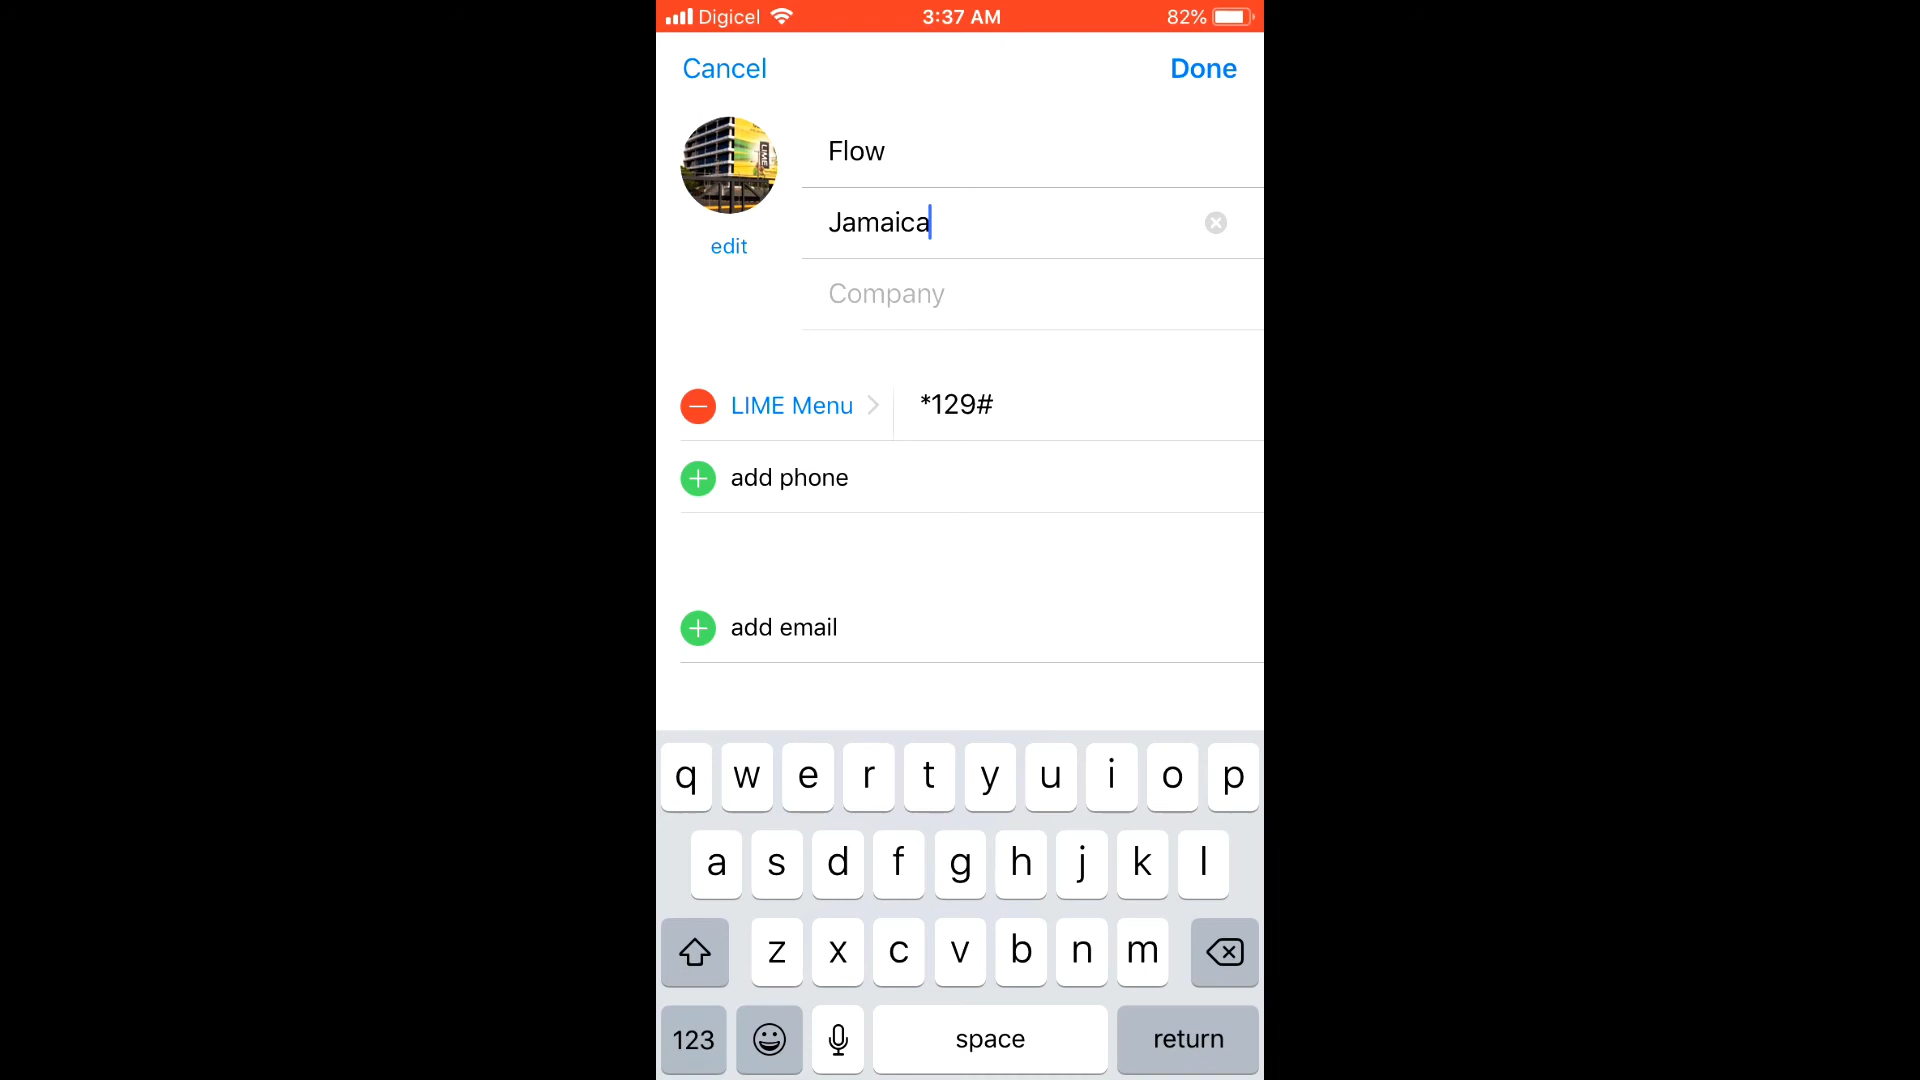 Digicel 3:37 AM 82%
Cancel Done
Flow
LIME
Jamaica
edit
Company
LIME Menu *129#
add phone
add email
q w e r t y u i o p
a s d f g h j k l
z x c v b n m
123 space return